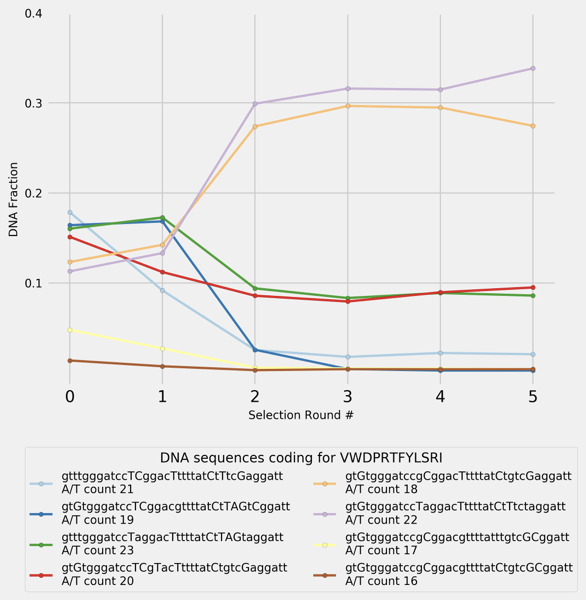 0.4
0.3
0.2
0.1
DNA Fraction
0 1 2 3 4 5
Selection Round #
DNA sequences coding for VWDPRTFYLSRI
gtttgggatccTCggacTttttatCtTtcGaggatt
A/T count 21
gtGtgggatccTCggacgttttatCtTAGtCggatt
A/T count 19
gtttgggatccTaggacTttttatCtTAGtaggatt
A/T count 23
gtGtgggatccTCgTacTttttatCtgtcGaggatt
A/T count 20
gtGtgggatccgCggacTttttatCtgtcGaggatt
A/T count 18
gtGtgggatccTaggacTttttatCtTtctaggatt
A/T count 22
gtGtgggatccgCggacgttttatttgtcGCggatt
A/T count 17
gtGtgggatccgCggacgttttatCtgtcGCggatt
A/T count 16